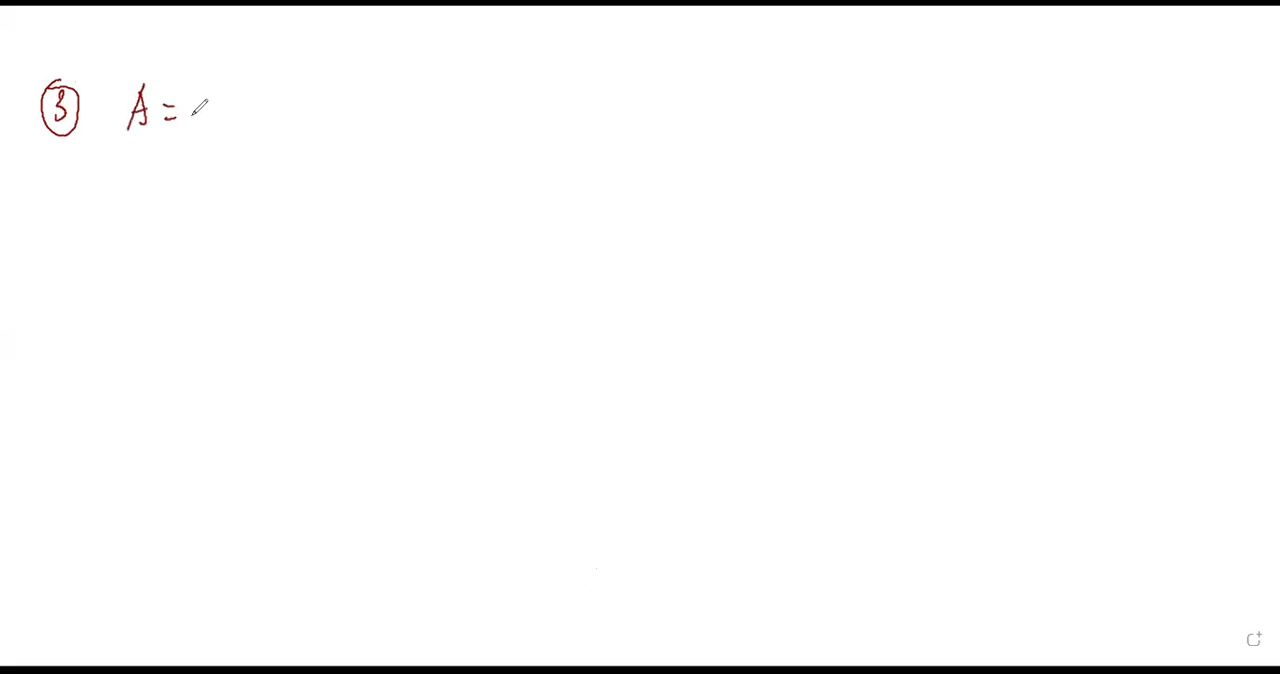 ③ A =